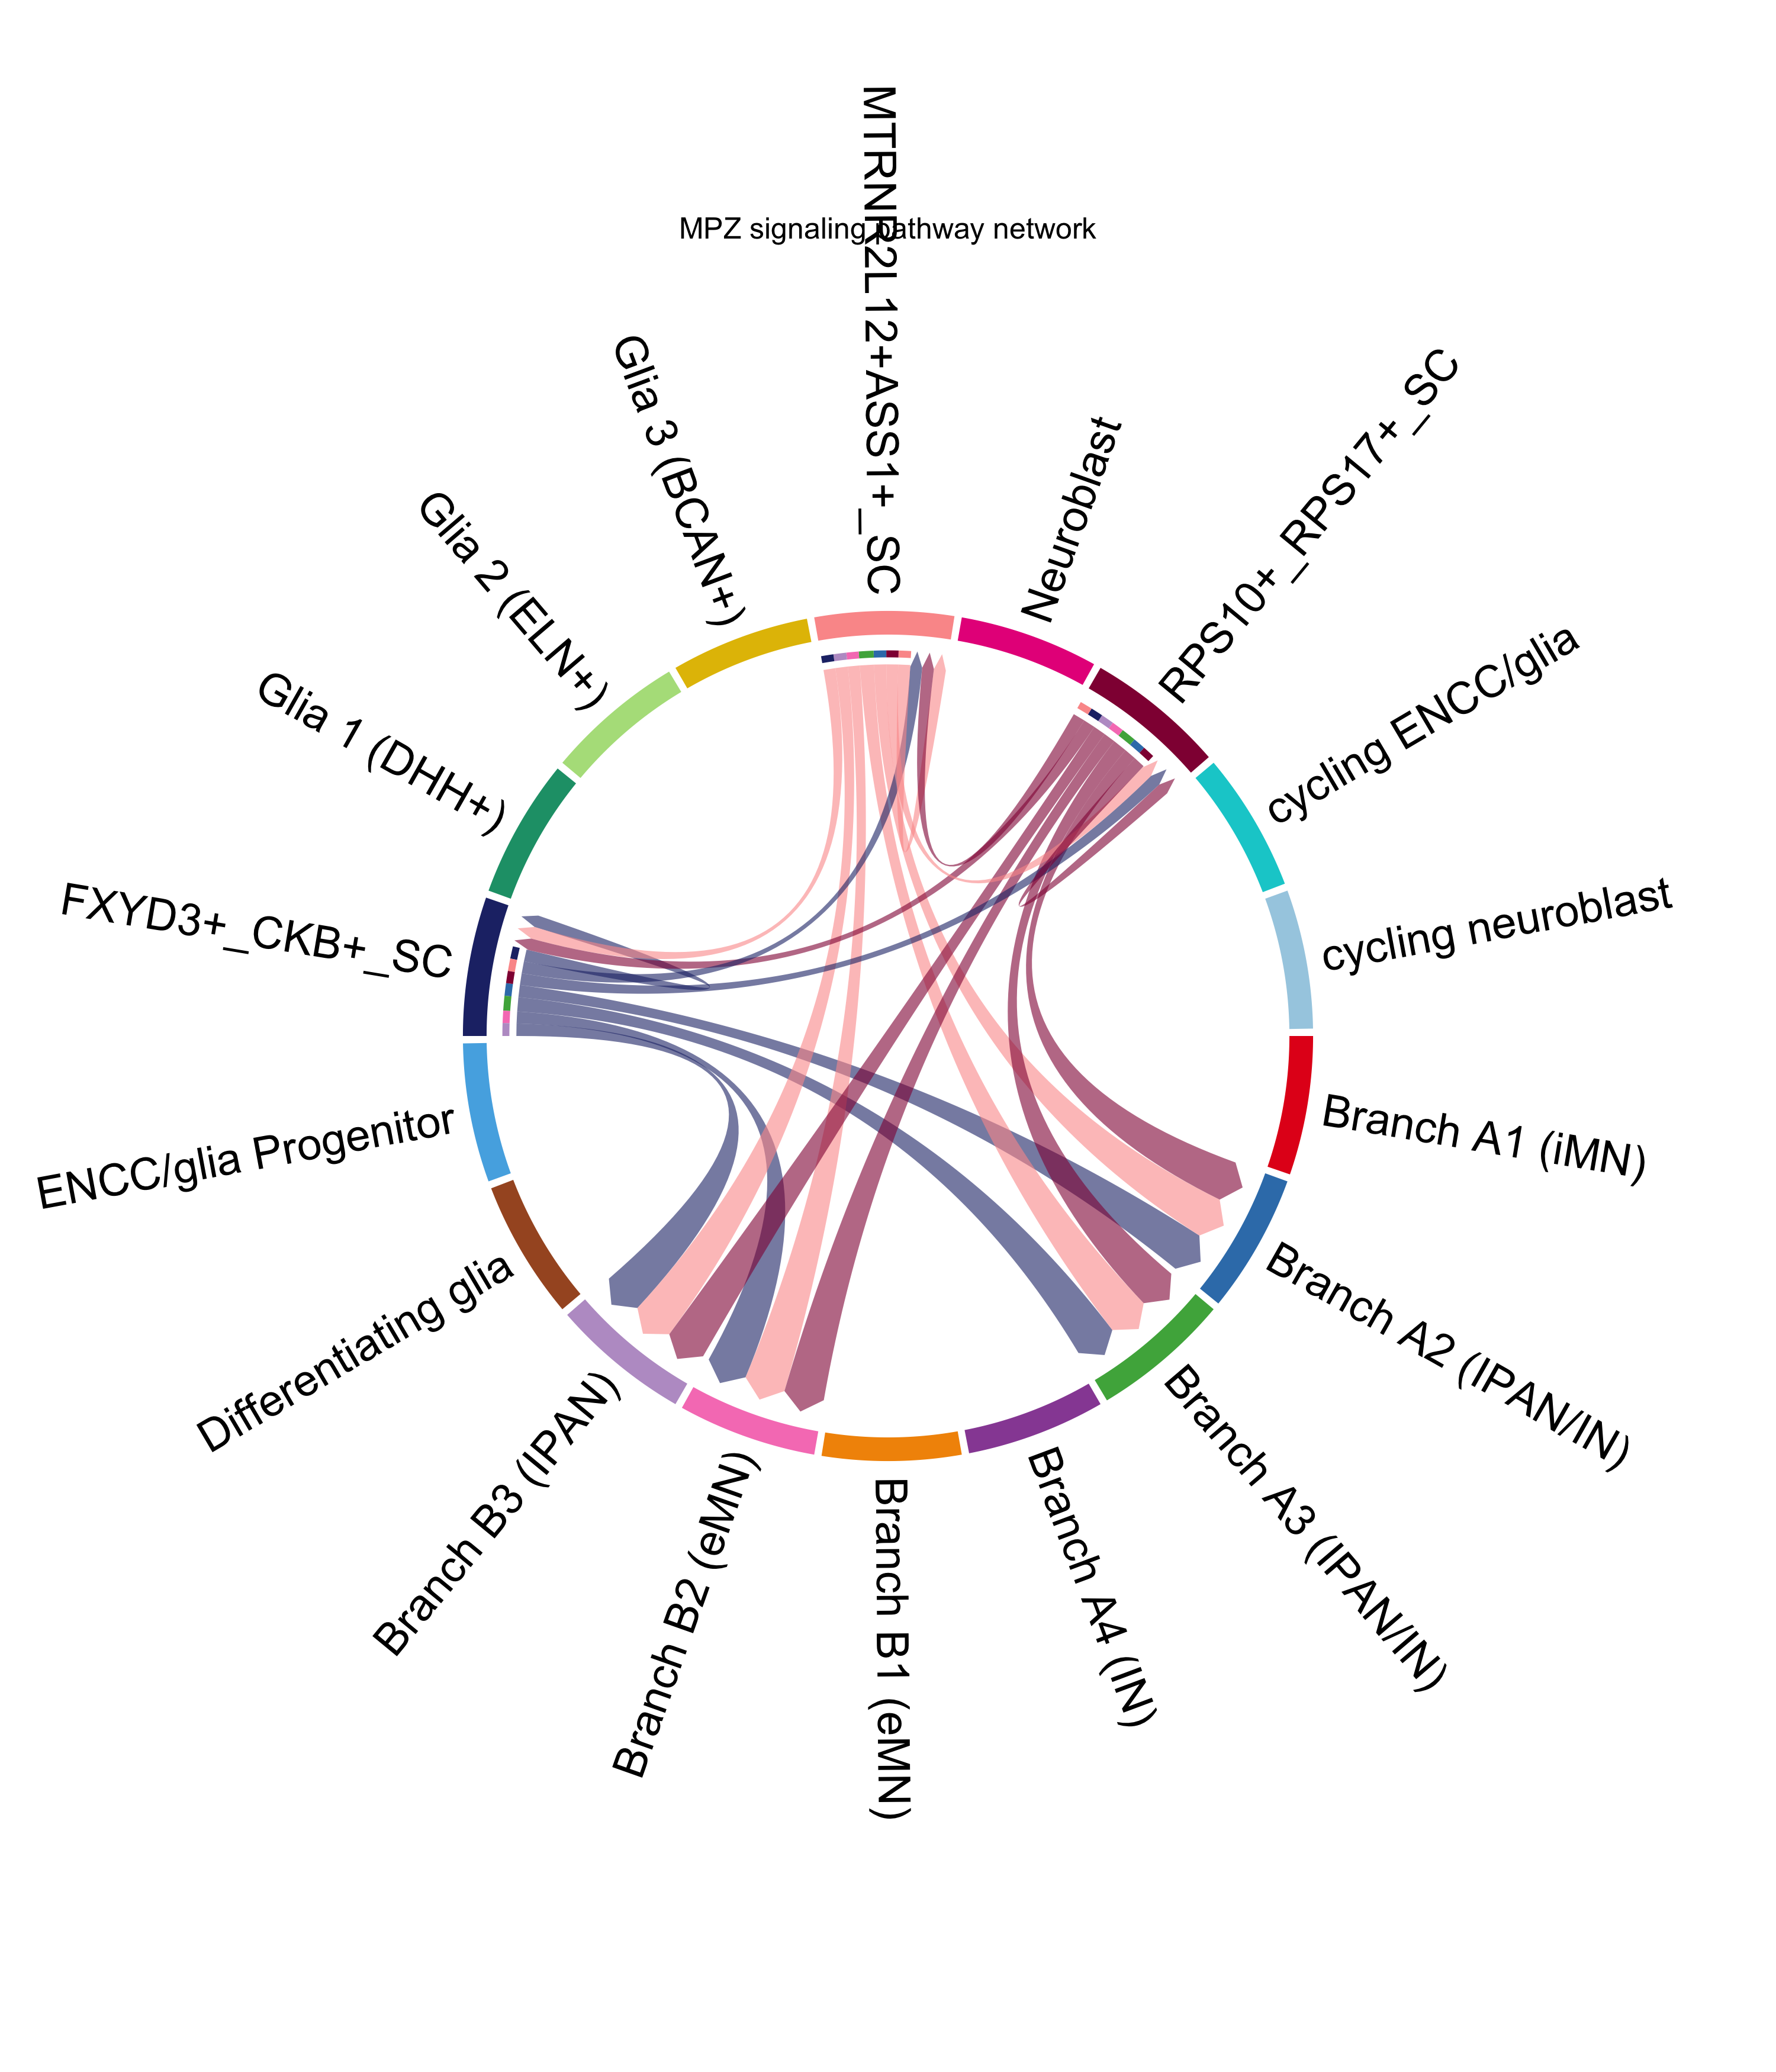 MPZ signaling pathway network
MTRNR2L12+ASS1+_SC
Neuroblast
RPS10+_RPS17+_SC
cycling ENCC/glia
cycling neuroblast
Branch A1 (iMN)
Branch A2 (IPAN/IN)
Branch A3 (IPAN/IN)
Branch A4 (IN)
Branch B1 (eMN)
Branch B2 (eMN)
Branch B3 (IPAN)
Differentiating glia
ENCC/glia Progenitor
FXYD3+_CKB+_SC
Glia 1 (DHH+)
Glia 2 (ELN+)
Glia 3 (BCAN+)